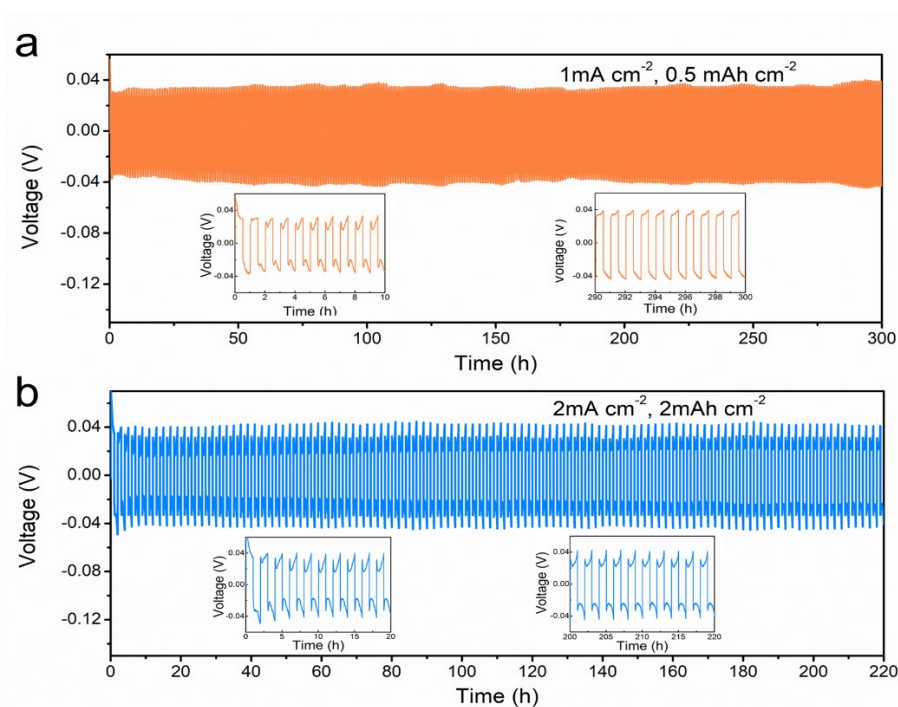 a
1mA cm-2, 0.5 mAh cm-2
Voltage (V)
0.04
0.00
-0.04
-0.08
-0.12
Voltage (V)
0.04
0.00
-0.04
0 2 4 6 8 10
Time (h)
Voltage (V)
0.04
0.00
-0.04
290 292 294 296 298 300
Time (h)
0 50 100 150 200 250 300
Time (h)
b
2mA cm-2, 2mAh cm-2
Voltage (V)
0.04
0.00
-0.04
-0.08
-0.12
Voltage (V)
0.04
0.00
-0.04
0 5 10 15 20
Time (h)
Voltage (V)
0.04
0.00
-0.04
200 205 210 215 220
Time (h)
0 20 40 60 80 100 120 140 160 180 200 220
Time (h)